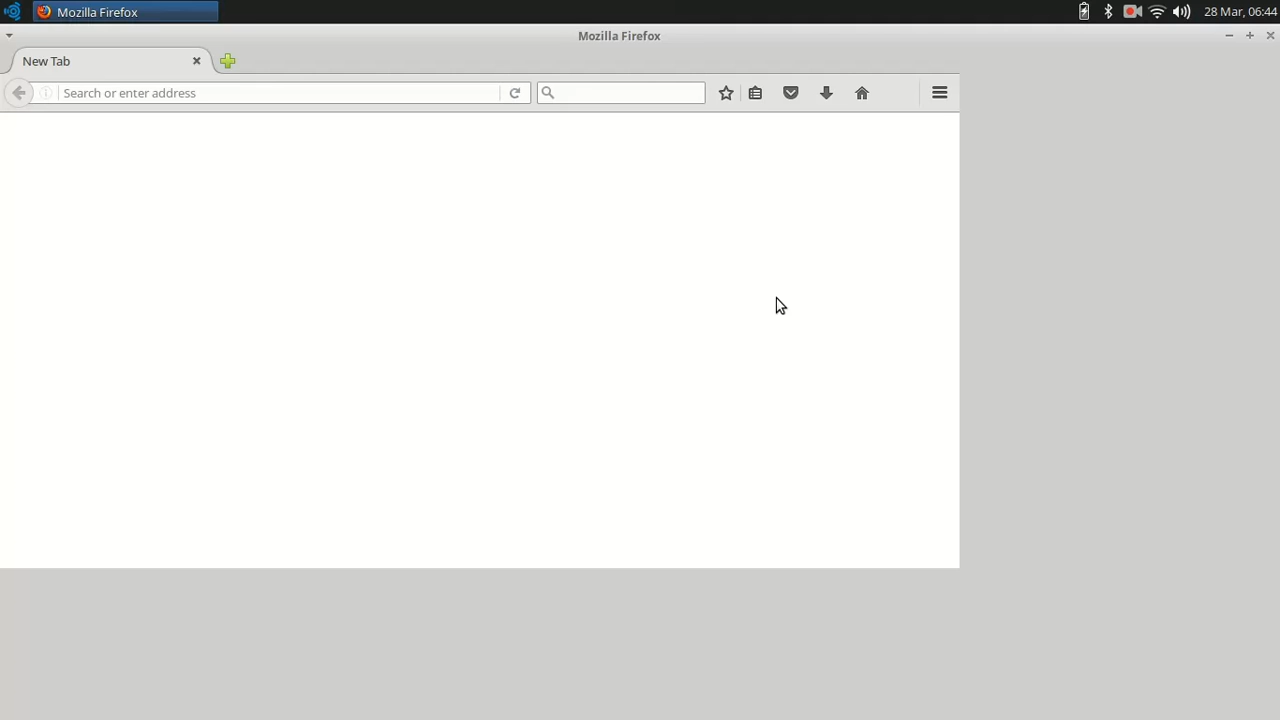 Mozilla Firefox
28 Mar, 06:44
Mozilla Firefox
New Tab
Search or enter address